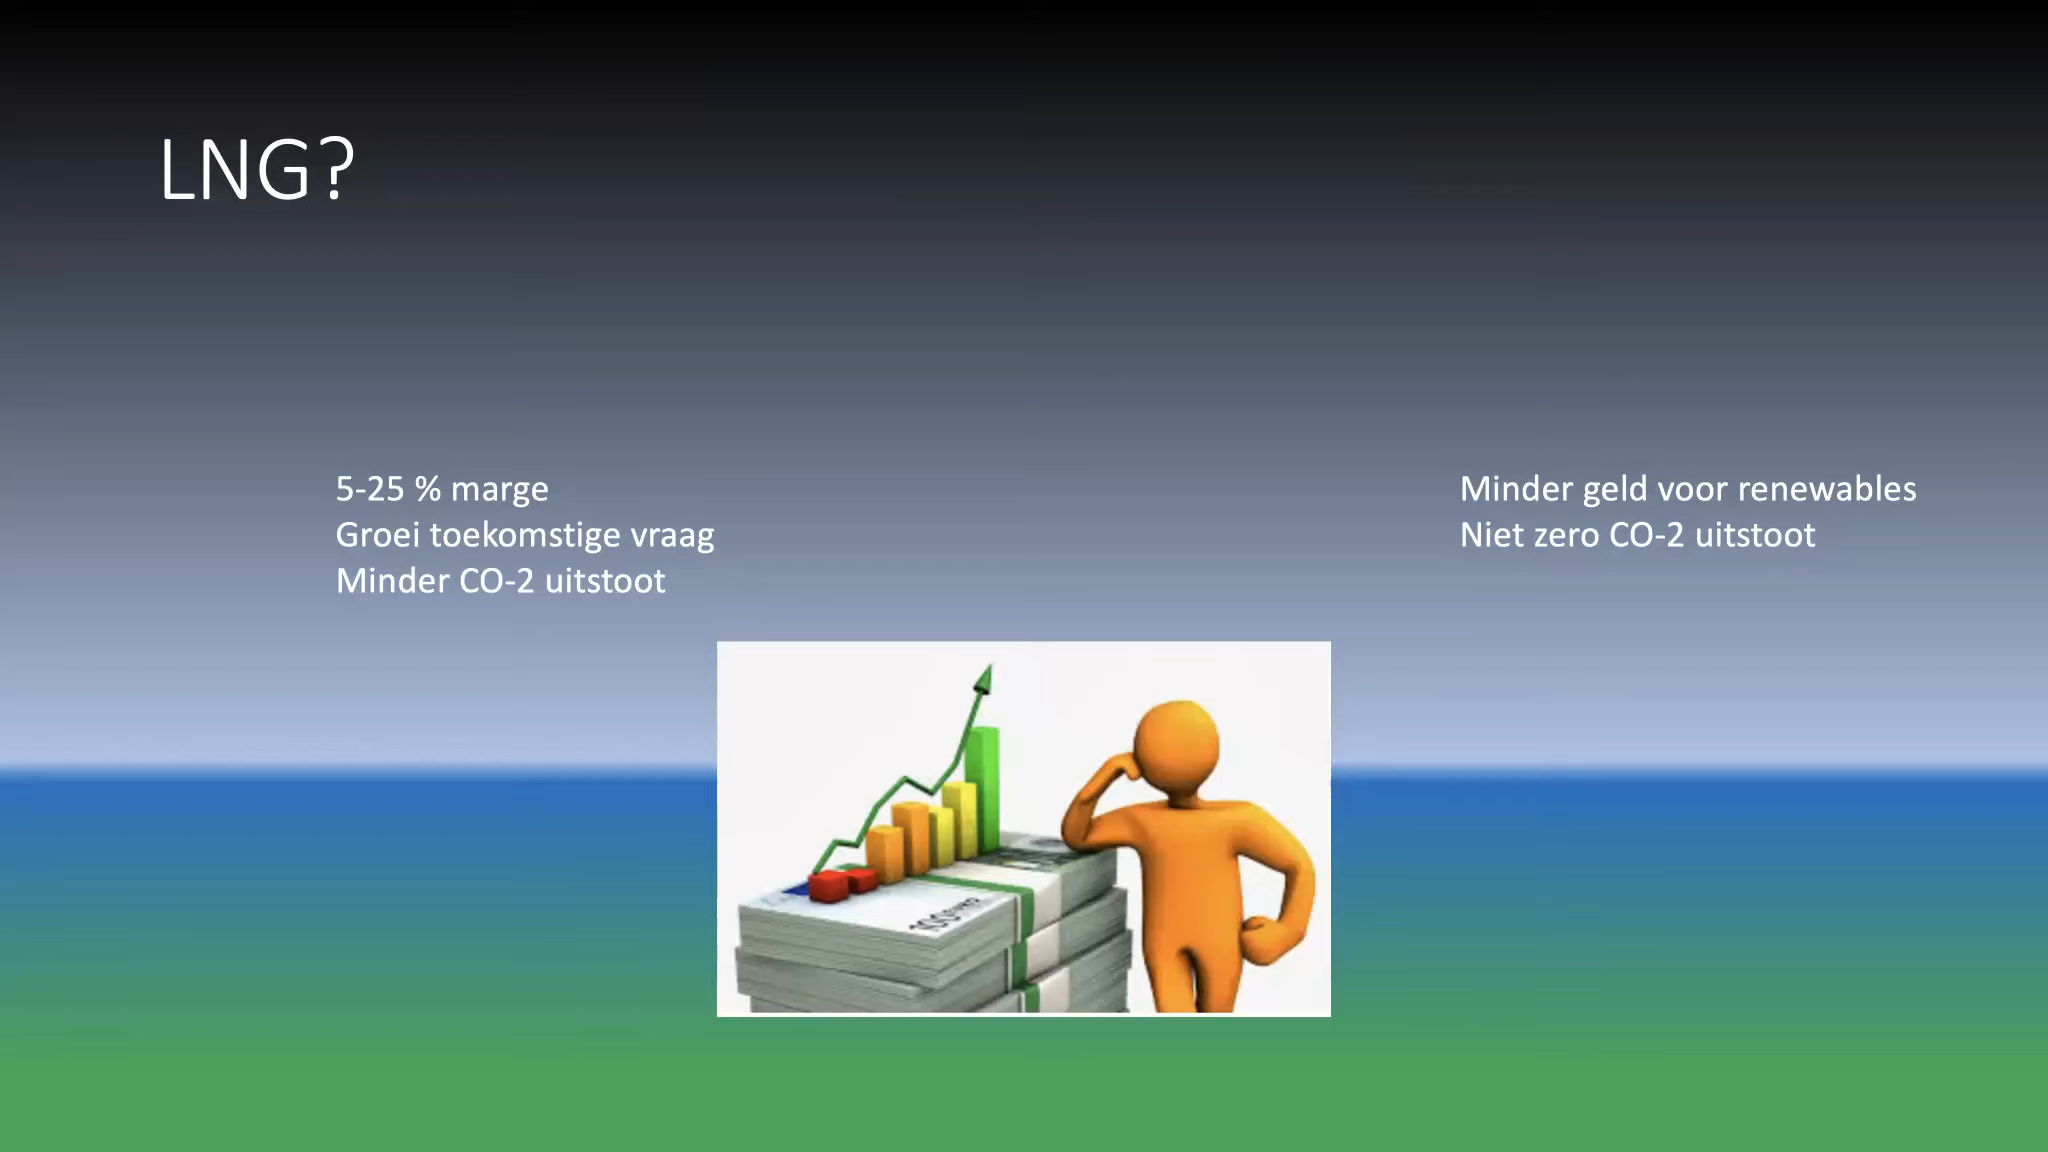 LNG?
5-25 % marge
Groei toekomstige vraag
Minder CO-2 uitstoot
Minder geld voor renewables
Niet zero CO-2 uitstoot
100